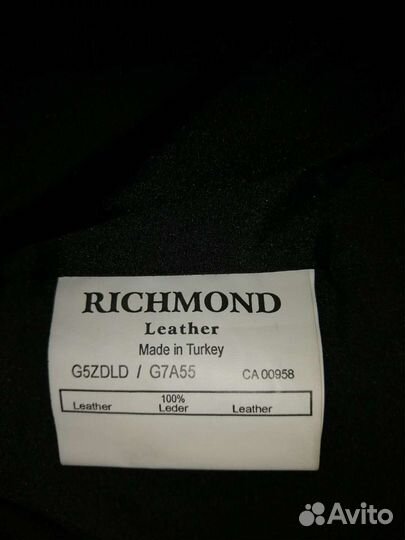 RICHMOND
Leather
Made in Turkey
G5ZDLD / G7A55 CA 00958
100%
Leather Leder Leather
Avito